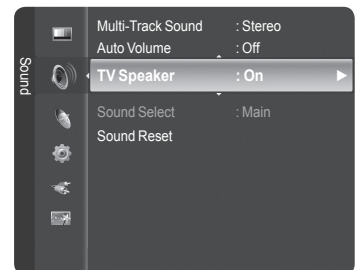 Sound
Multi-Track Sound : Stereo
Auto Volume : Off
TV Speaker : On
Sound Select : Main
Sound Reset